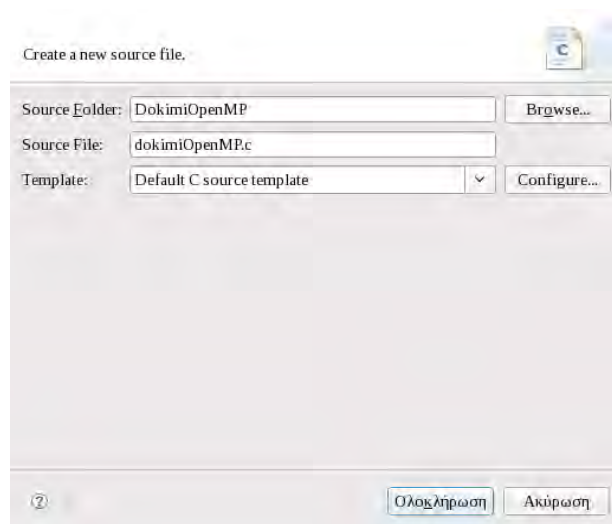 Create a new source file.
C
Source Folder: DokimiOpenMP Browse...
Source File: dokimiOpenMP.c
Template: Default C source template Configure...
? Ολοκλήρωση Ακύρωση